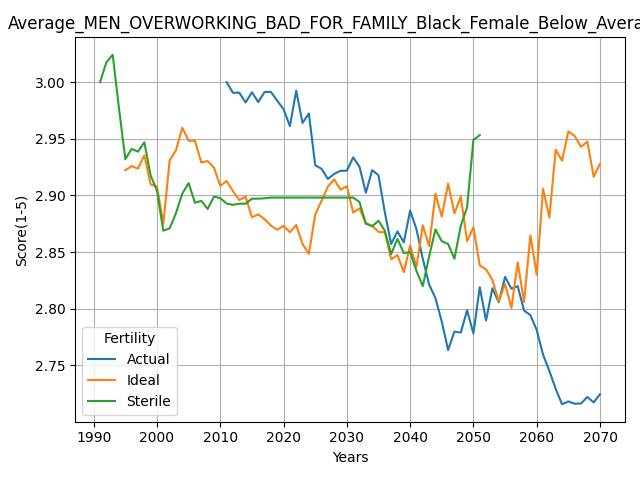 Average_MEN_OVERWORKING_BAD_FOR_FAMILY_Black_Female_Below_Avera
3.00
2.95
2.90
2.85
2.80
2.75
Score(1-5)
Fertility
Actual
Ideal
Sterile
1990 2000 2010 2020 2030 2040 2050 2060 2070
Years